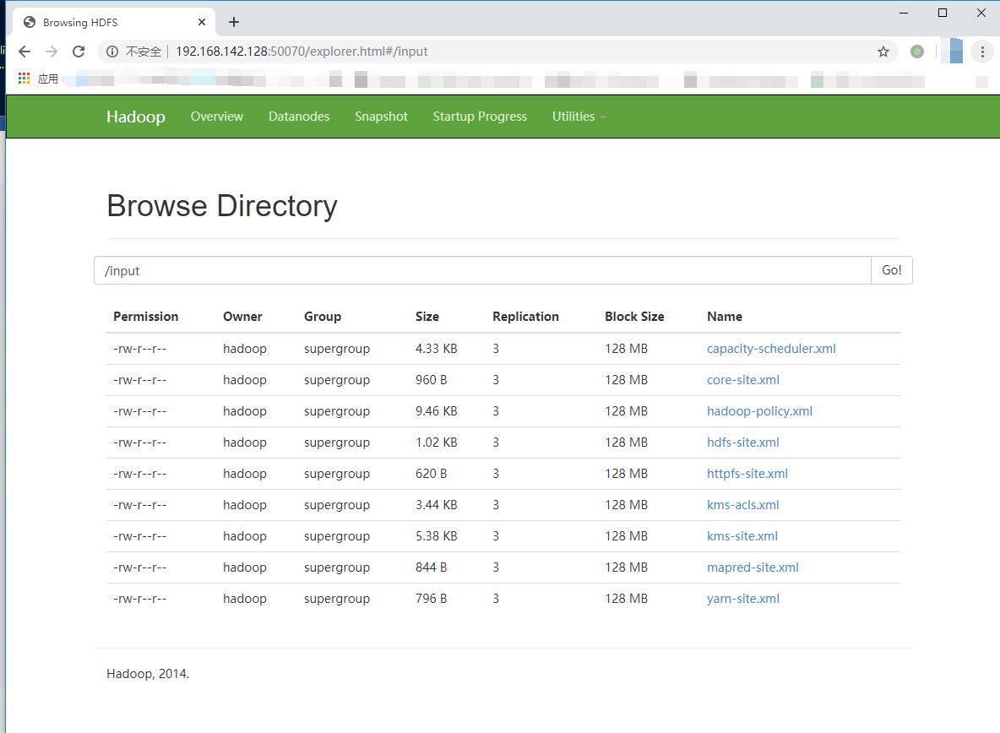 Browsing HDFS
不安全 192.168.142.128:50070/explorer.html#/input
应用
Hadoop Overview Datanodes Snapshot Startup Progress Utilities
Browse Directory
/input Go!
Permission Owner Group Size Replication Block Size Name
-rw-r--r-- hadoop supergroup 4.33 KB 3 128 MB capacity-scheduler.xml
-rw-r--r-- hadoop supergroup 960 B 3 128 MB core-site.xml
-rw-r--r-- hadoop supergroup 9.46 KB 3 128 MB hadoop-policy.xml
-rw-r--r-- hadoop supergroup 1.02 KB 3 128 MB hdfs-site.xml
-rw-r--r-- hadoop supergroup 620 B 3 128 MB httpfs-site.xml
-rw-r--r-- hadoop supergroup 3.44 KB 3 128 MB kms-acls.xml
-rw-r--r-- hadoop supergroup 5.38 KB 3 128 MB kms-site.xml
-rw-r--r-- hadoop supergroup 844 B 3 128 MB mapred-site.xml
-rw-r--r-- hadoop supergroup 796 B 3 128 MB yarn-site.xml
Hadoop, 2014.